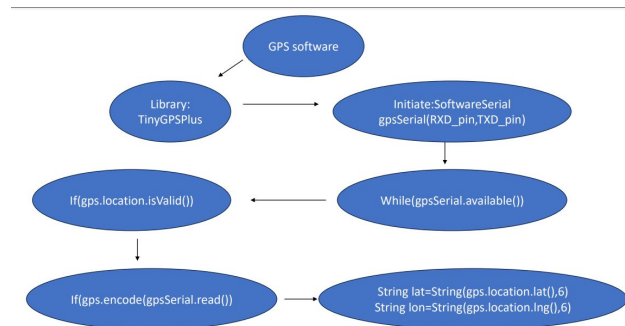 GPS software
Library:
TinyGPSPlus
Initiate:SoftwareSerial
gpsSerial(RXD_pin,TXD_pin)
While(gpsSerial.available())
If(gps.location.isValid())
If(gps.encode(gpsSerial.read())
String lat=String(gps.location.lat(),6)
String lon=String(gps.location.lng(),6)